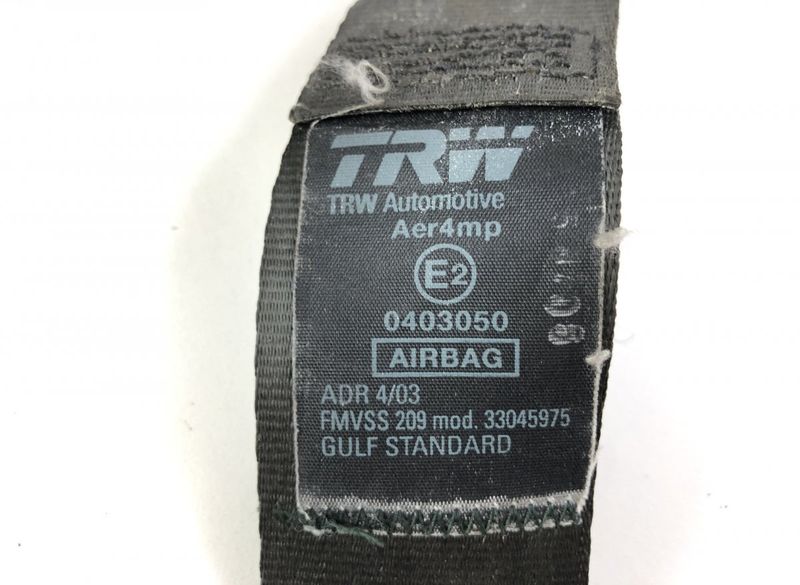 TRW
TRW Automotive
Aer4mp
E2
0403050
AIRBAG
ADR 4/03
FMVSS 209 mod. 33045975
GULF STANDARD